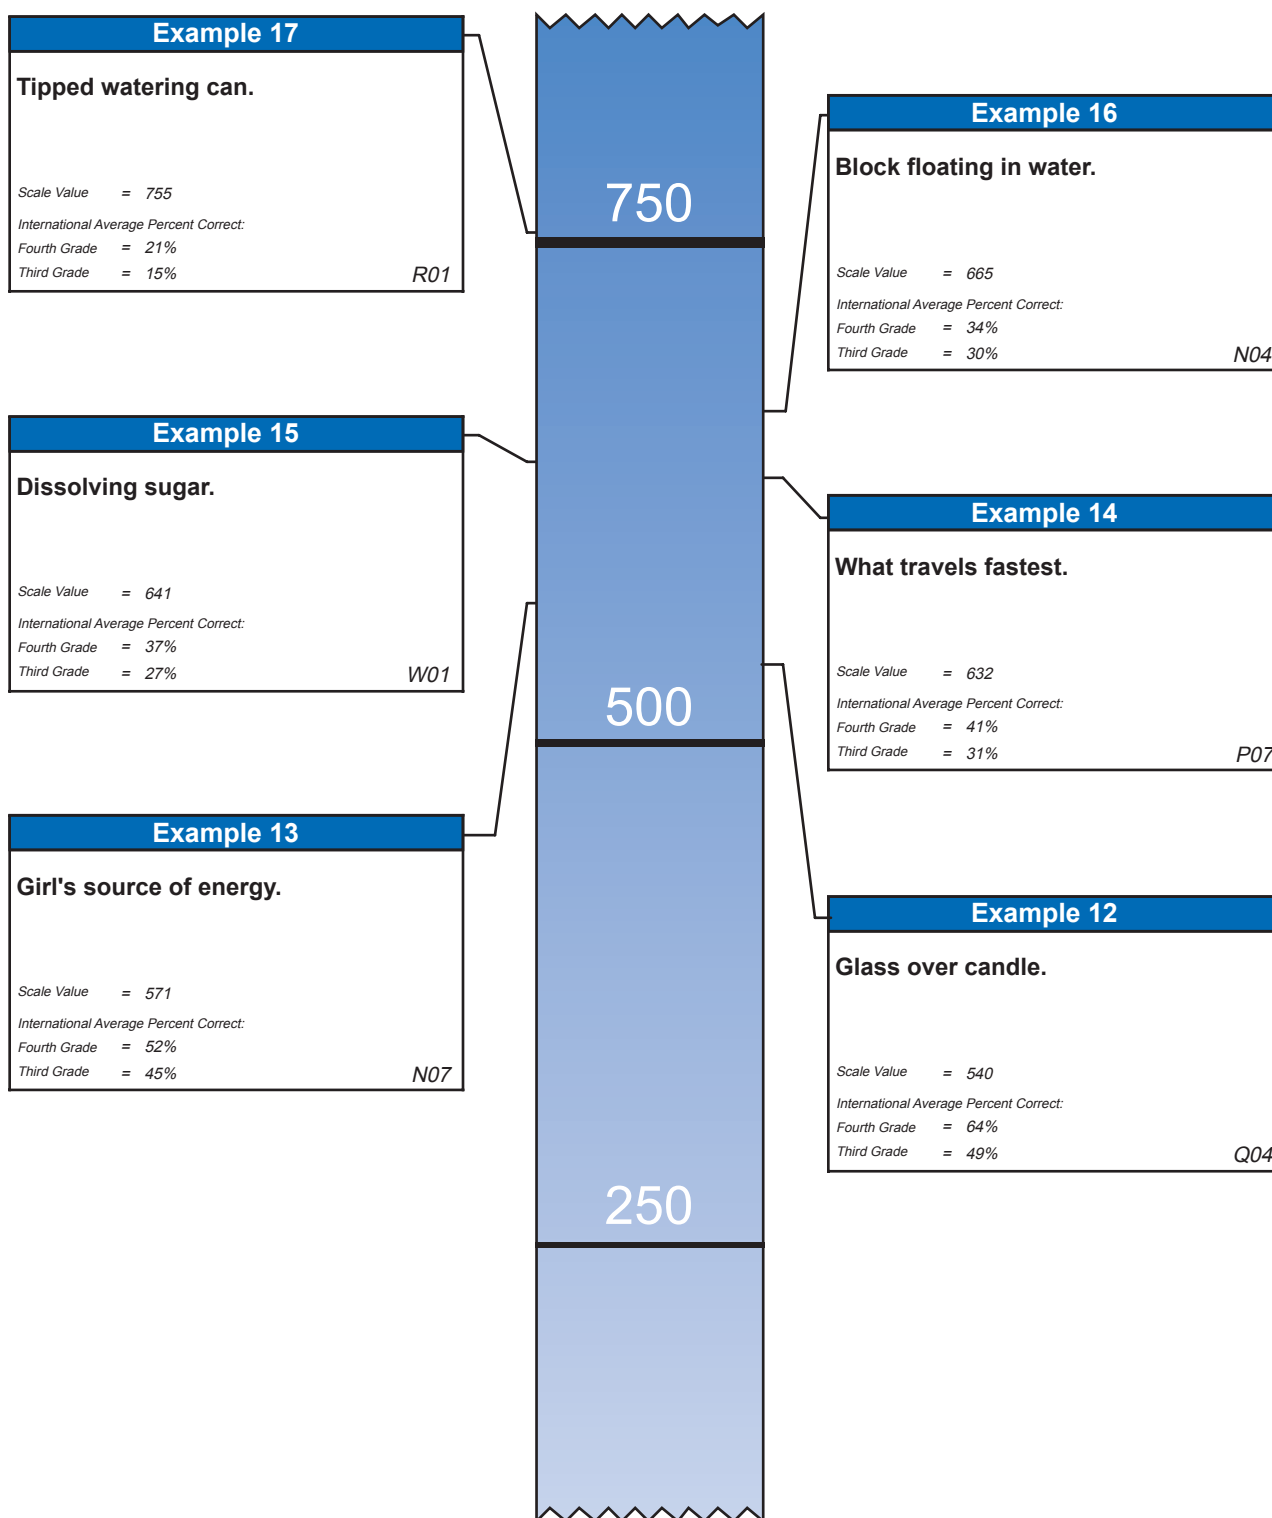 Example 17
Tipped watering can.
Scale Value = 755
International Average Percent Correct:
Fourth Grade = 21%
Third Grade = 15%
R01
Example 15
Dissolving sugar.
Scale Value = 641
International Average Percent Correct:
Fourth Grade = 37%
Third Grade = 27%
W01
Example 13
Girl's source of energy.
Scale Value = 571
International Average Percent Correct:
Fourth Grade = 52%
Third Grade = 45%
N07
750
500
250
Example 16
Block floating in water.
Scale Value = 665
International Average Percent Correct:
Fourth Grade = 34%
Third Grade = 30%
N04
Example 14
What travels fastest.
Scale Value = 632
International Average Percent Correct:
Fourth Grade = 41%
Third Grade = 31%
P07
Example 12
Glass over candle.
Scale Value = 540
International Average Percent Correct:
Fourth Grade = 64%
Third Grade = 49%
Q04